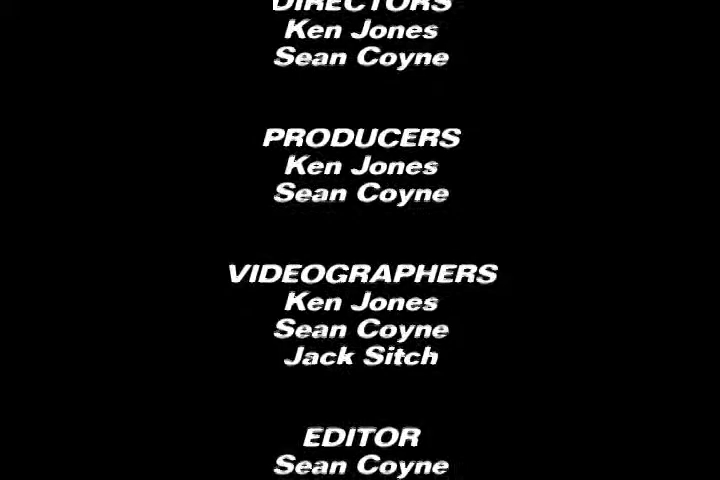 DIRECTORS
Ken Jones
Sean Coyne
PRODUCERS
Ken Jones
Sean Coyne
VIDEOGRAPHERS
Ken Jones
Sean Coyne
Jack Sitch
EDITOR
Sean Coyne